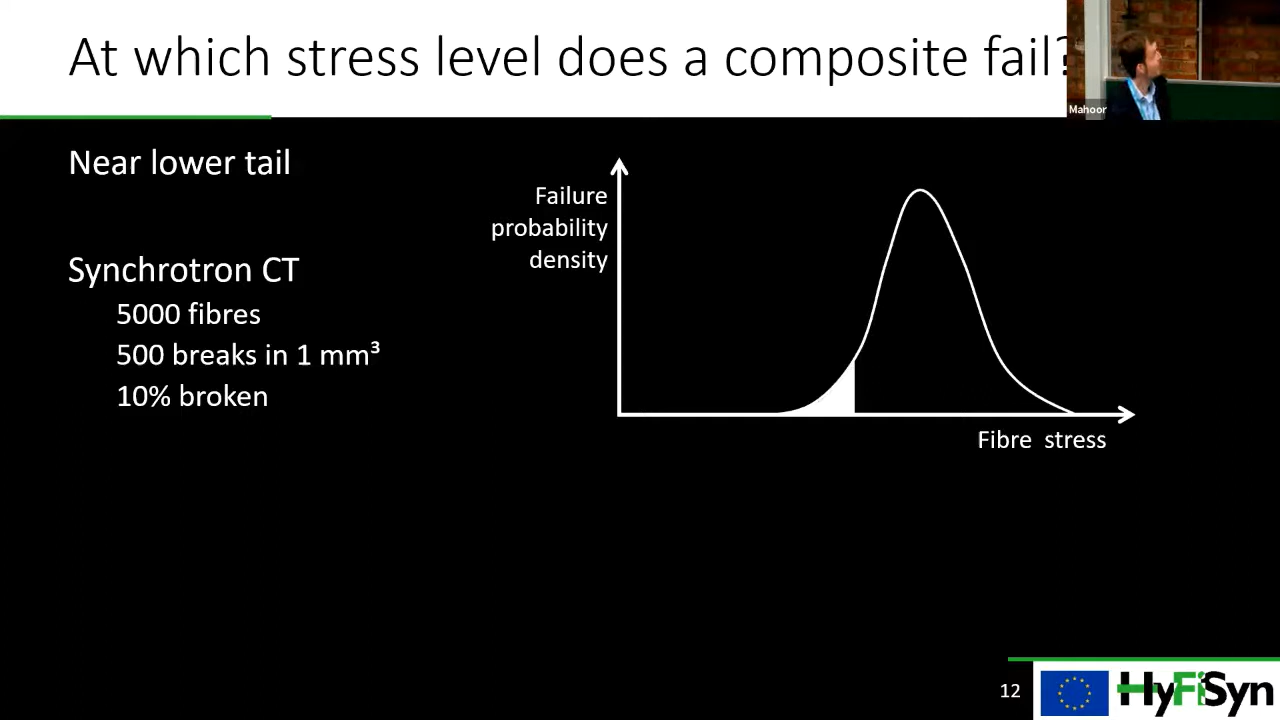 At which stress level does a composite fail?
Mahoor
Near lower tail
Synchrotron CT
5000 fibres
500 breaks in 1 mm³
10% broken
Failure
probability
density
Fibre stress
12
HyFiSyn